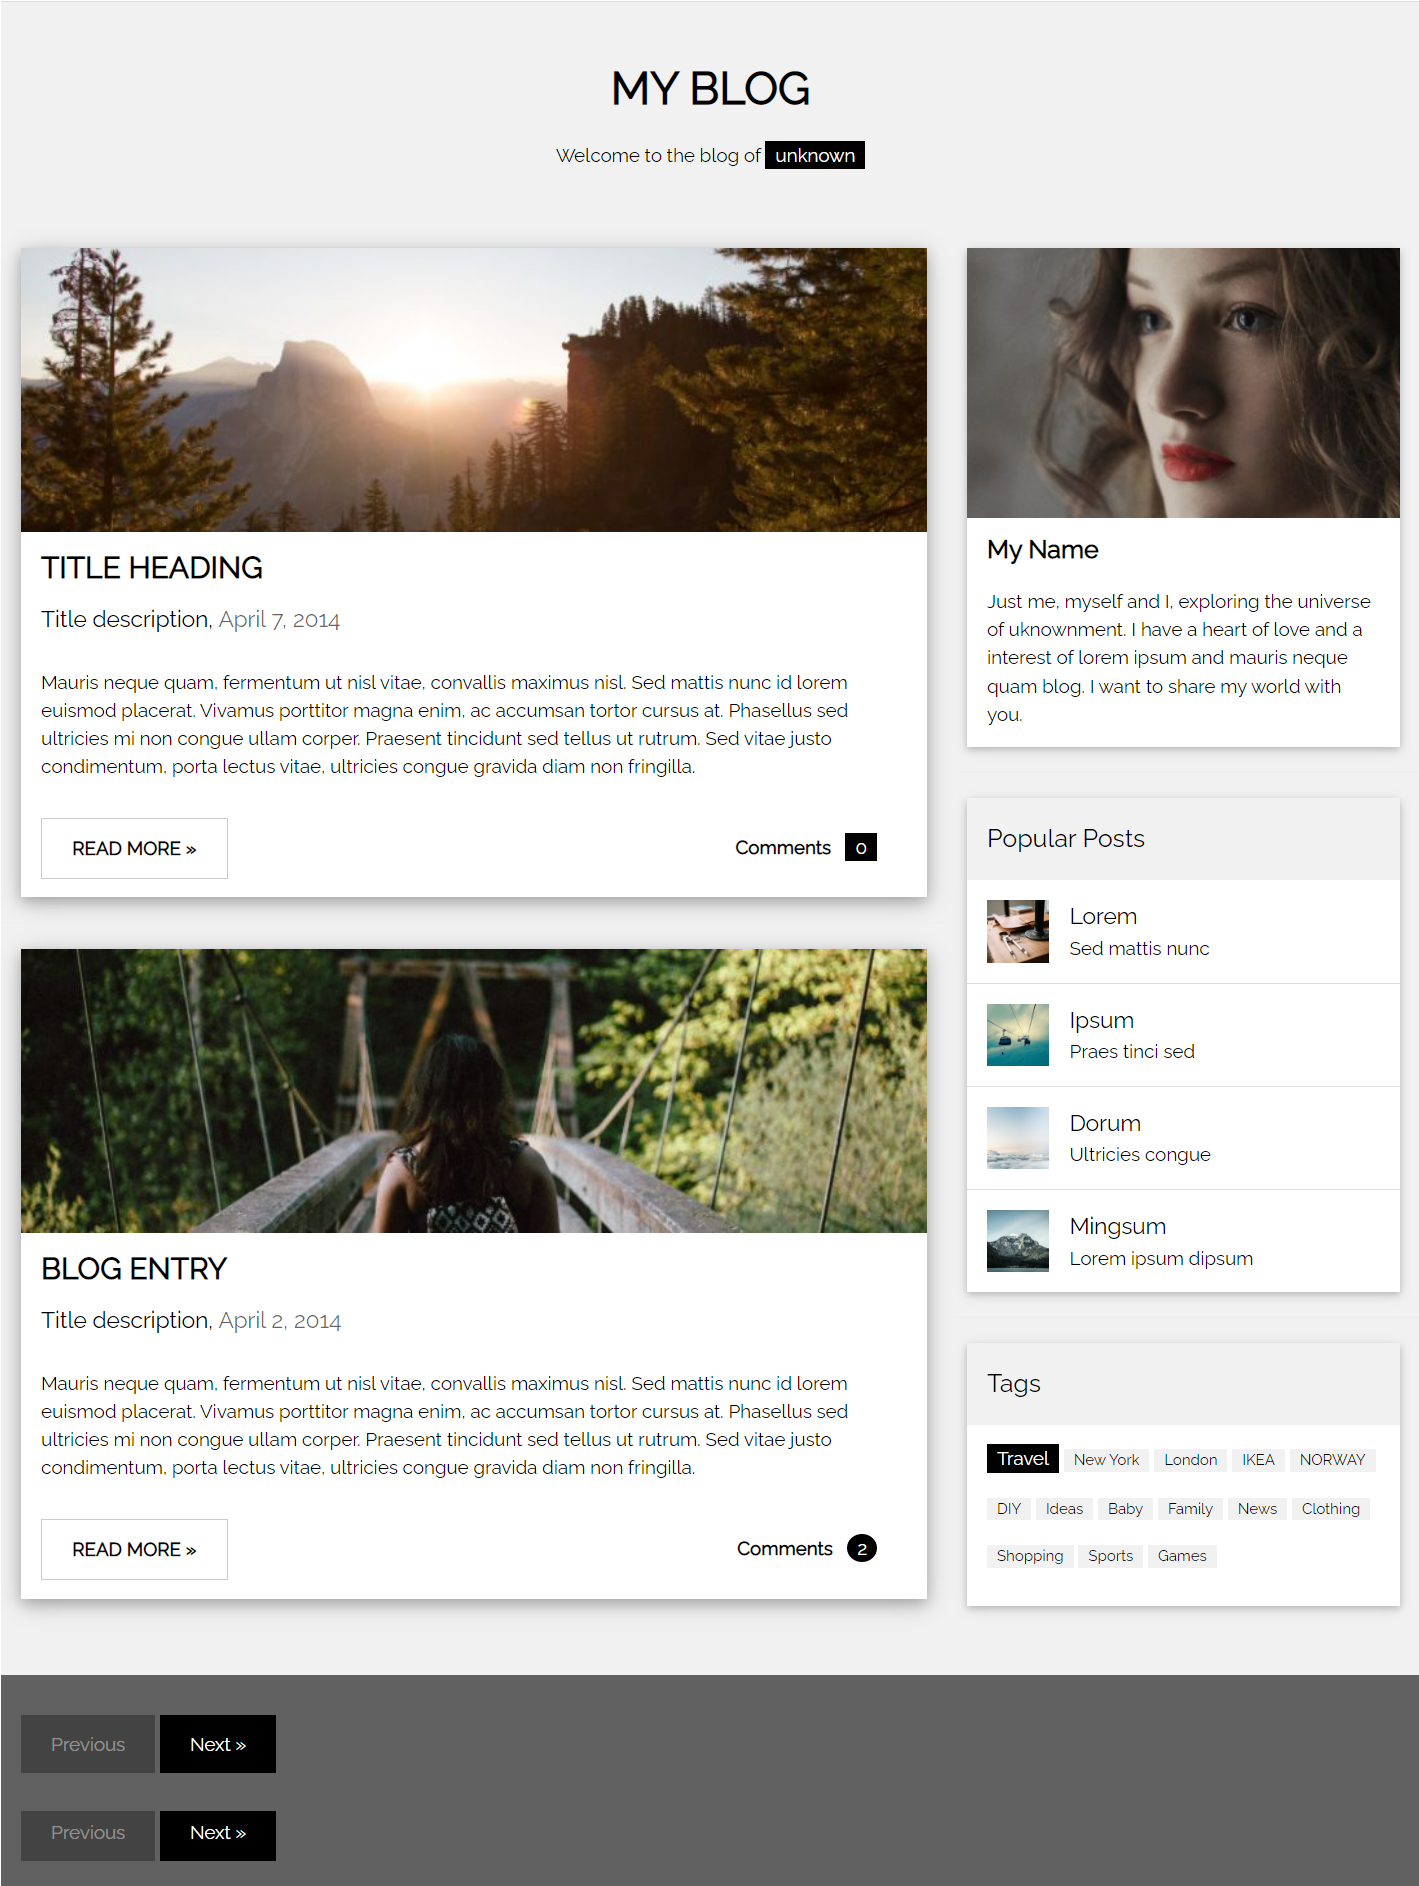 MY BLOG
Welcome to the blog of unknown
TITLE HEADING
Title description, April 7, 2014
Mauris neque quam, fermentum ut nisl vitae, convallis maximus nisl. Sed mattis nunc id lorem
euismod placerat. Vivamus porttitor magna enim, ac accumsan tortor cursus at. Phasellus sed
ultricies mi non congue ullam corper. Praesent tincidunt sed tellus ut rutrum. Sed vitae justo
condimentum, porta lectus vitae, ultricies congue gravida diam non fringilla.
READ MORE »
Comments 0
BLOG ENTRY
Title description, April 2, 2014
Mauris neque quam, fermentum ut nisl vitae, convallis maximus nisl. Sed mattis nunc id lorem
euismod placerat. Vivamus porttitor magna enim, ac accumsan tortor cursus at. Phasellus sed
ultricies mi non congue ullam corper. Praesent tincidunt sed tellus ut rutrum. Sed vitae justo
condimentum, porta lectus vitae, ultricies congue gravida diam non fringilla.
READ MORE »
Comments 2
My Name
Just me, myself and I, exploring the universe
of uknownment. I have a heart of love and a
interest of lorem ipsum and mauris neque
quam blog. I want to share my world with
you.
Popular Posts
Lorem
Sed mattis nunc
Ipsum
Praes tinci sed
Dorum
Ultricies congue
Mingsum
Lorem ipsum dipsum
Tags
Travel New York London IKEA NORWAY
DIY Ideas Baby Family News Clothing
Shopping Sports Games
Previous Next »
Previous Next »